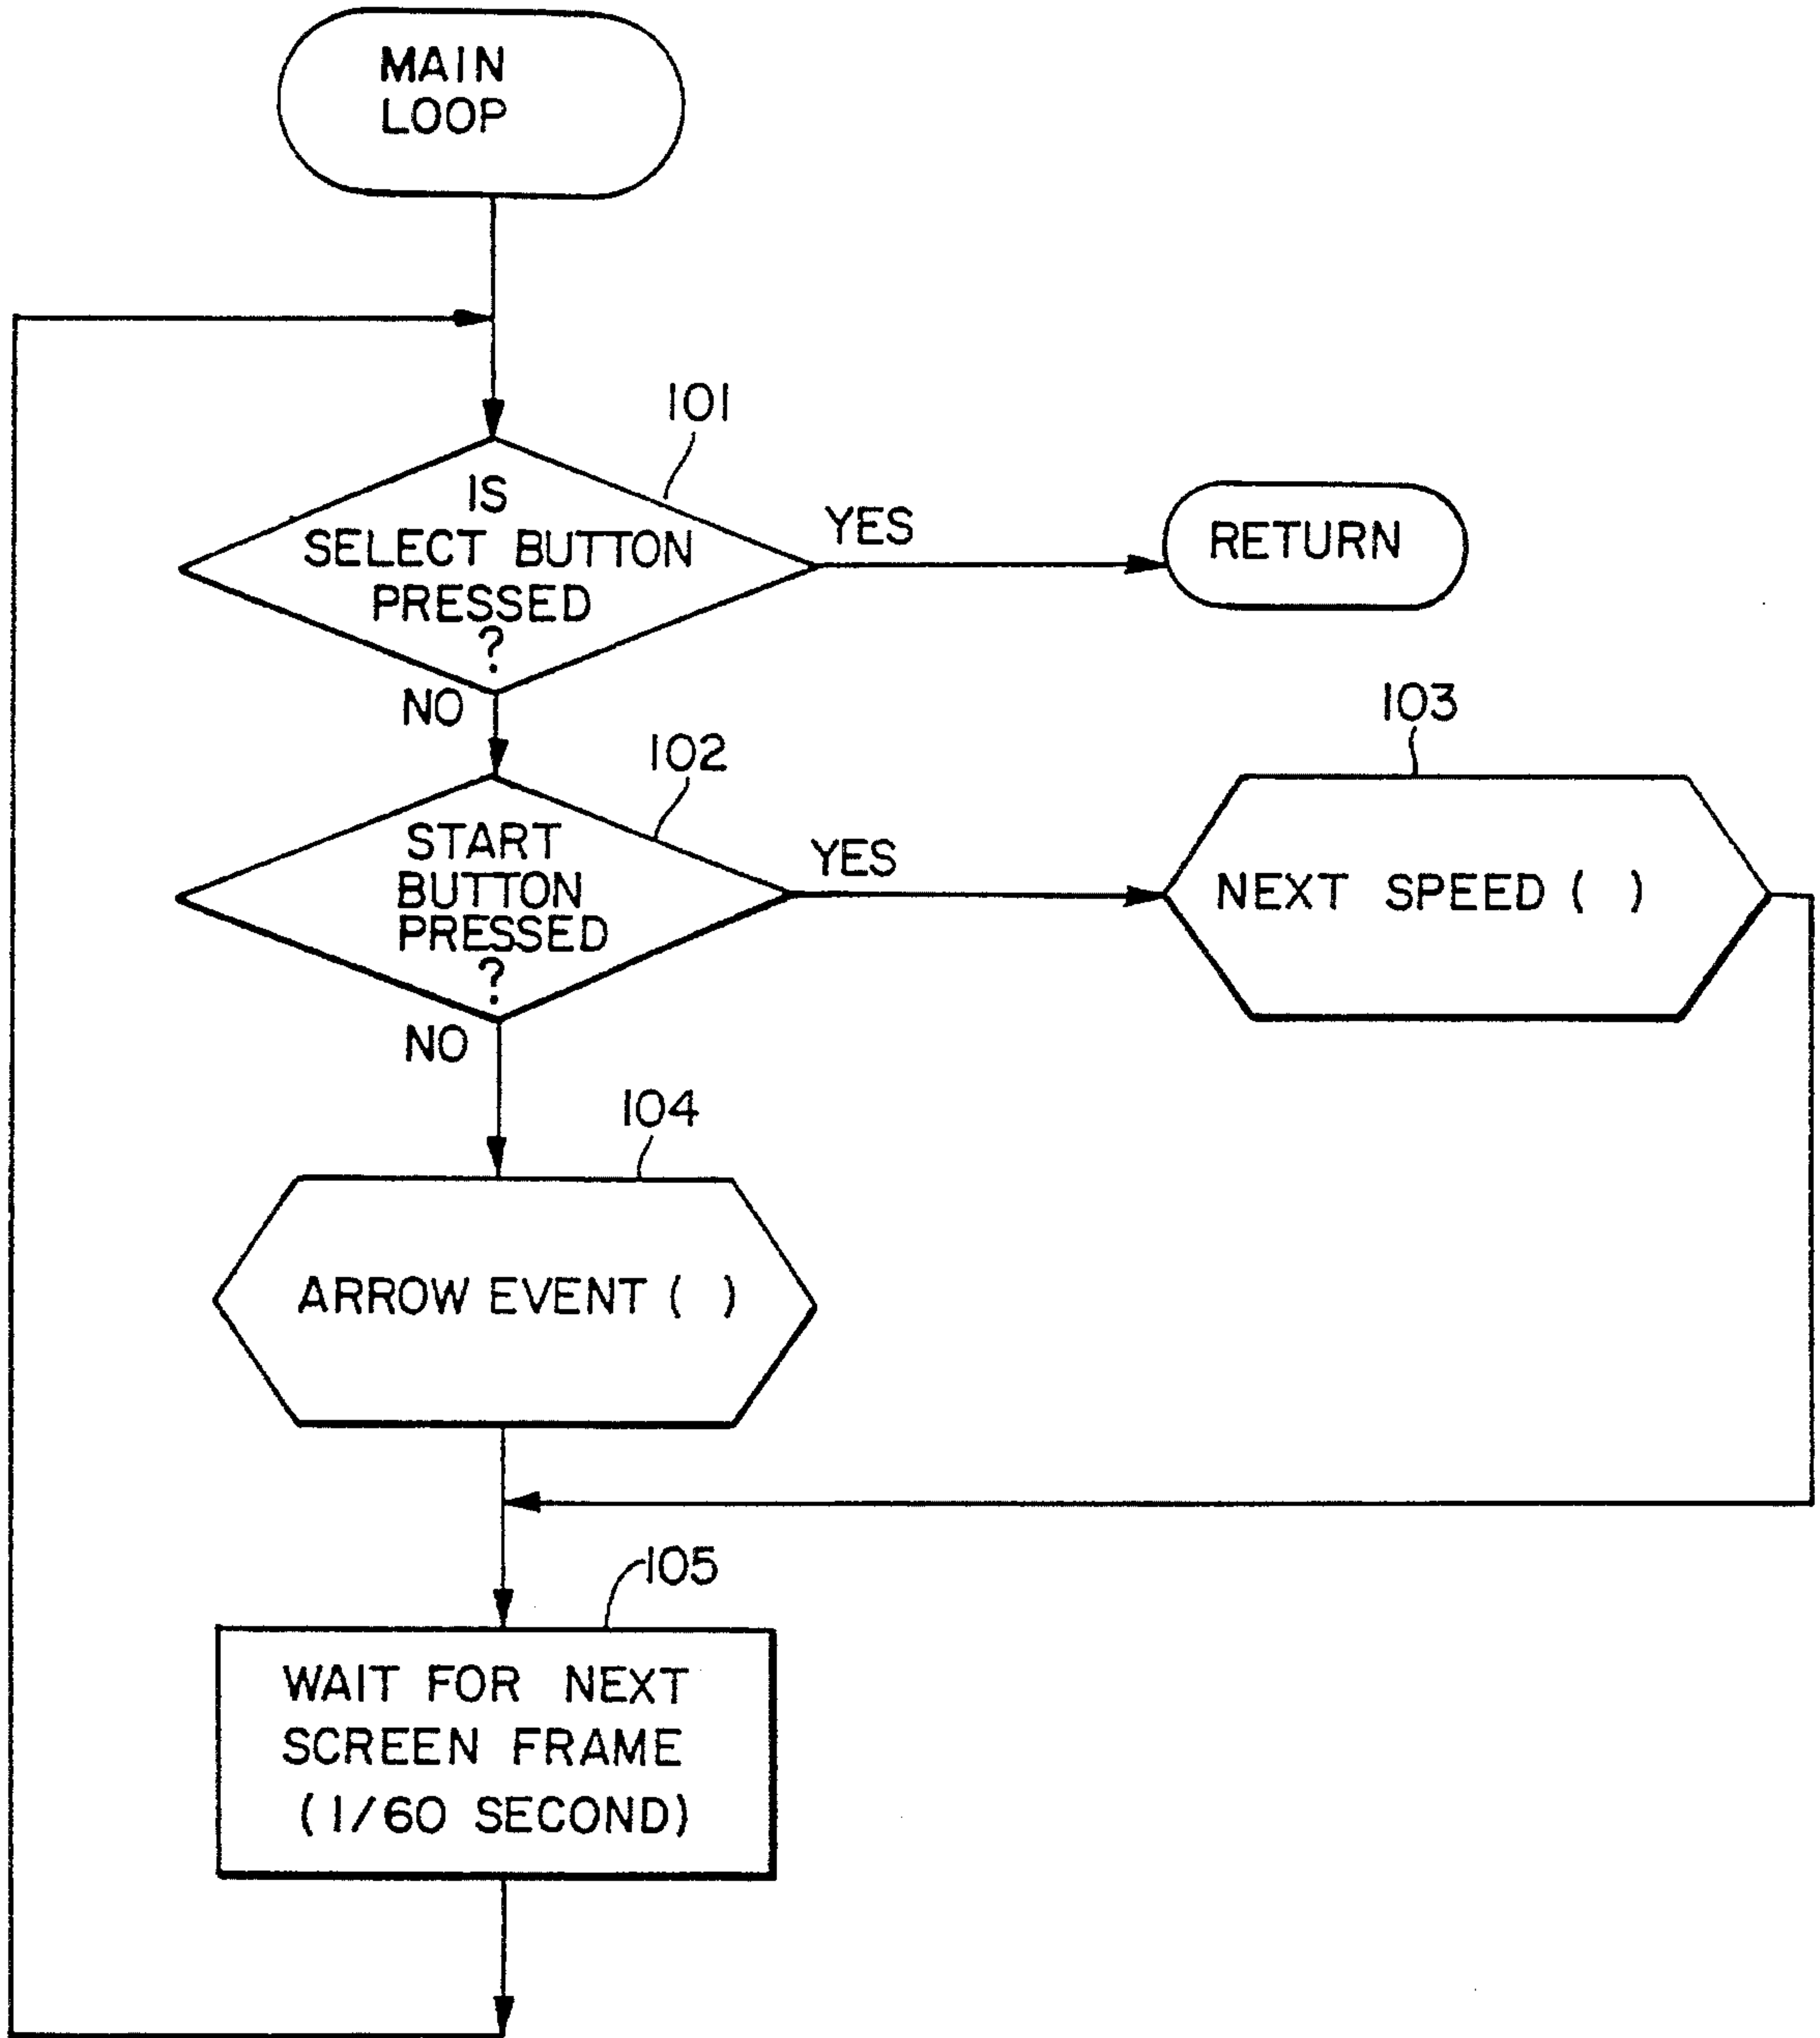 MAIN
LOOP
101
IS
SELECT BUTTON
PRESSED
?
YES
RETURN
NO
102
103
START
BUTTON
PRESSED
?
YES
NEXT SPEED ( )
NO
104
ARROW EVENT ( )
105
WAIT FOR NEXT
SCREEN FRAME
(1/60 SECOND)